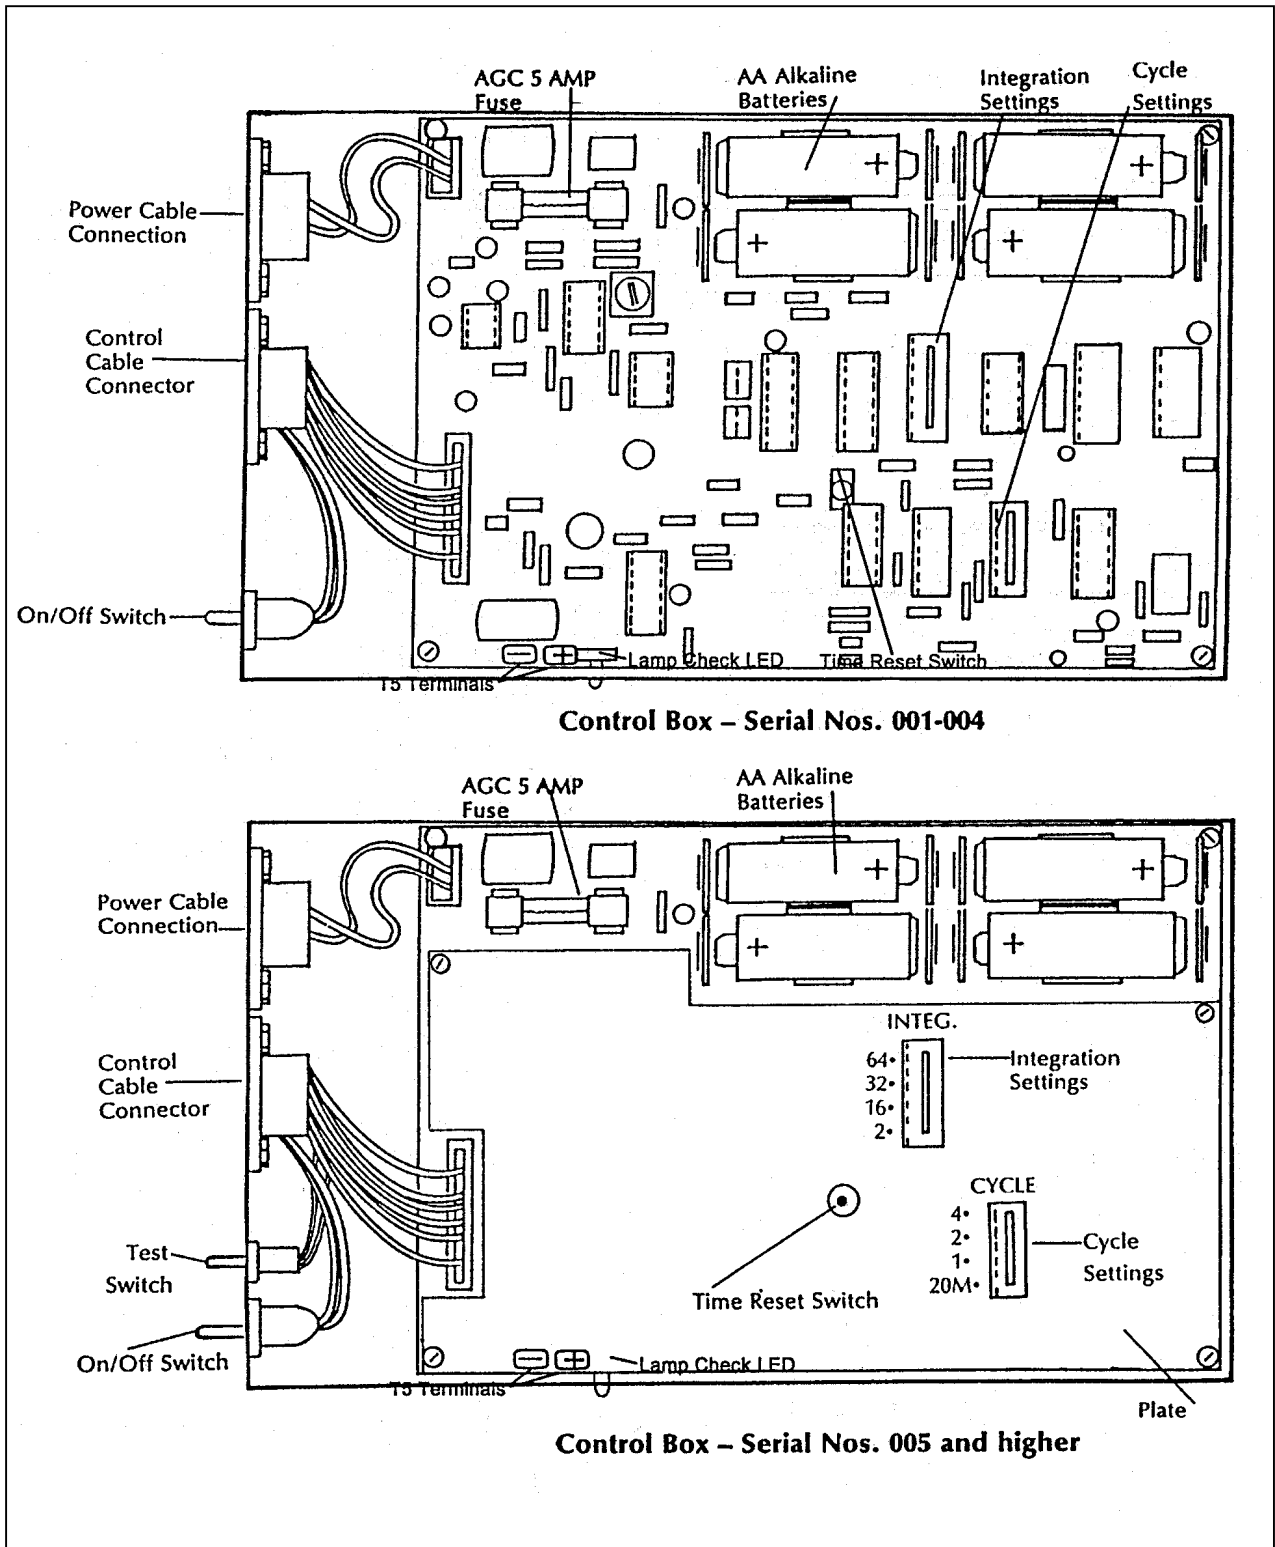 AGC 5 AMP
Fuse
AA Alkaline
Batteries
Integration
Settings
Cycle
Settings
+
+
+
+
Power Cable
Connection
Control
Cable
Connector
On/Off Switch
− +
Lamp Check LED
Time Reset Switch
T5 Terminals
Control Box – Serial Nos. 001-004
AGC 5 AMP
Fuse
AA Alkaline
Batteries
+
+
+
+
Power Cable
Connection
INTEG.
64•
32•
16•
2•
Integration
Settings
Control
Cable
Connector
CYCLE
4•
2•
1•
20M•
Cycle
Settings
Test
Switch
Time Reset Switch
On/Off Switch
− +
Lamp Check LED
T5 Terminals
Plate
Control Box – Serial Nos. 005 and higher